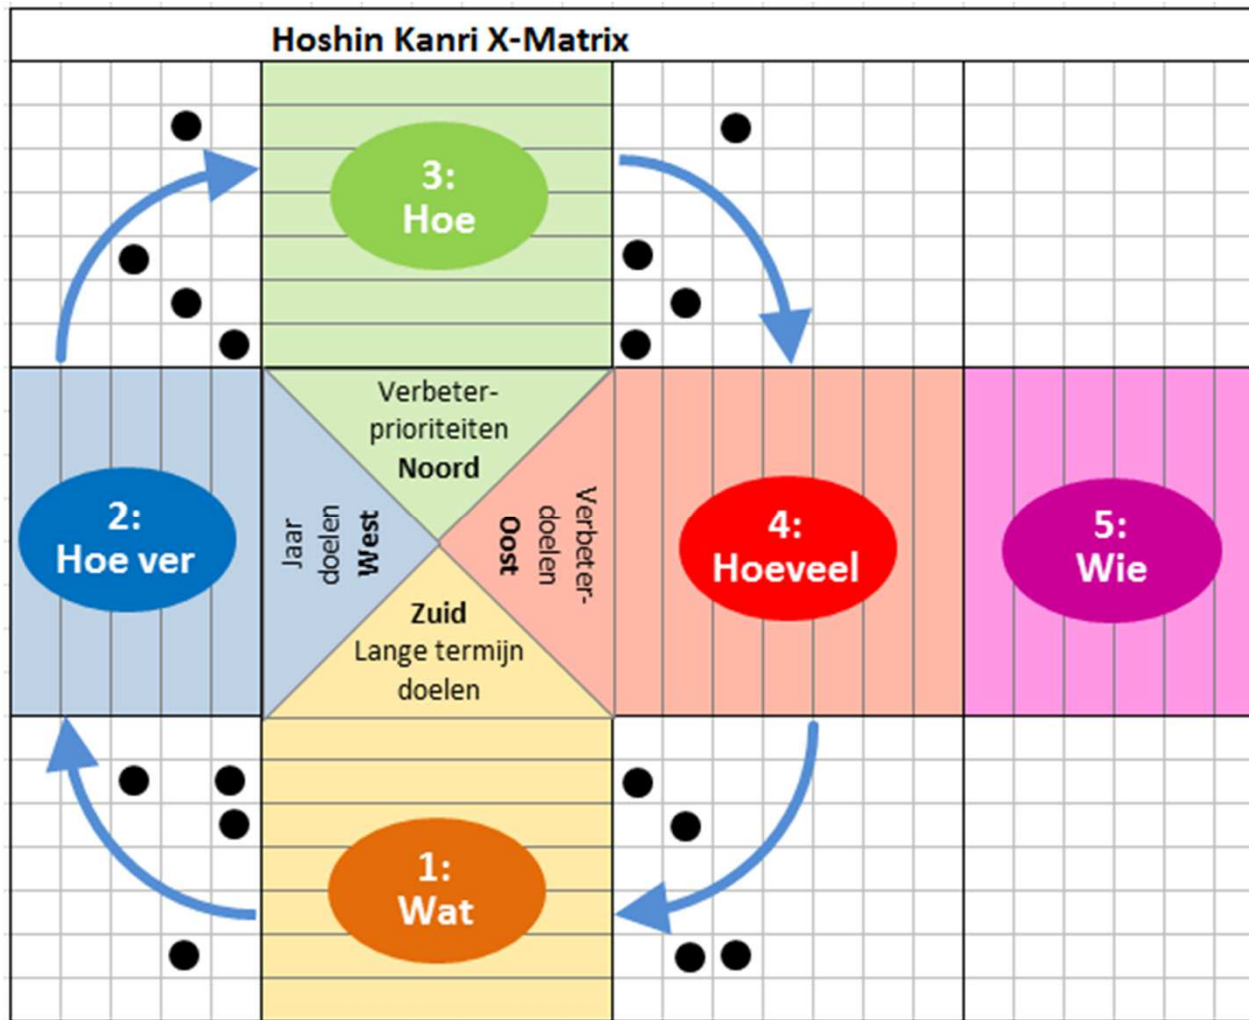 Hoshin Kanri X-Matrix
3:
Hoe
Verbeter-
prioriteiten
Noord
2:
Hoe ver
Jaar
doelen
West
Verbeter-
doelen
Oost
4:
Hoeveel
5:
Wie
Zuid
Lange termijn
doelen
1:
Wat